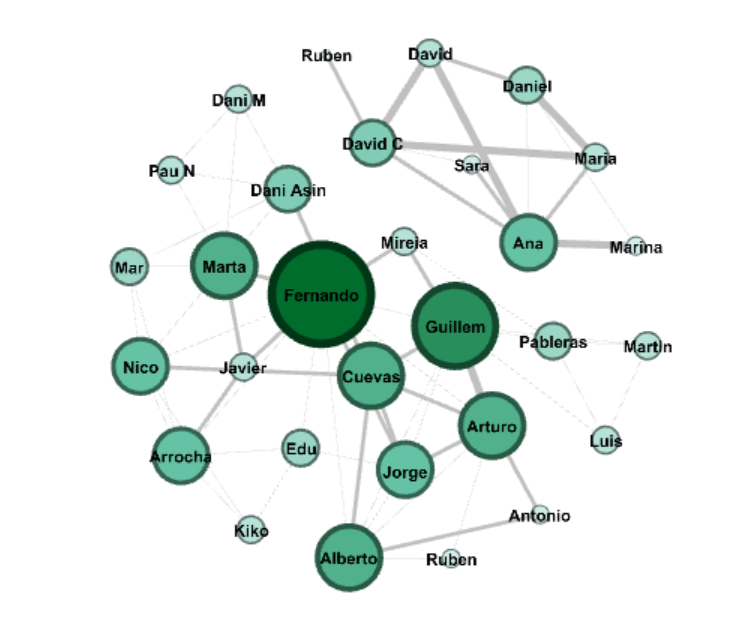 David
Ruben
Daniel
Dani M
David C
Maria
Sara
Pau N
Dani Asin
Mireia
Ana
Marina
Mar
Marta
Fernando
Guillem
Pableras
Martin
Nico
Javier
Cuevas
Arturo
Luis
Edu
Arrocha
Jorge
Antonio
Kiko
Alberto
Ruben